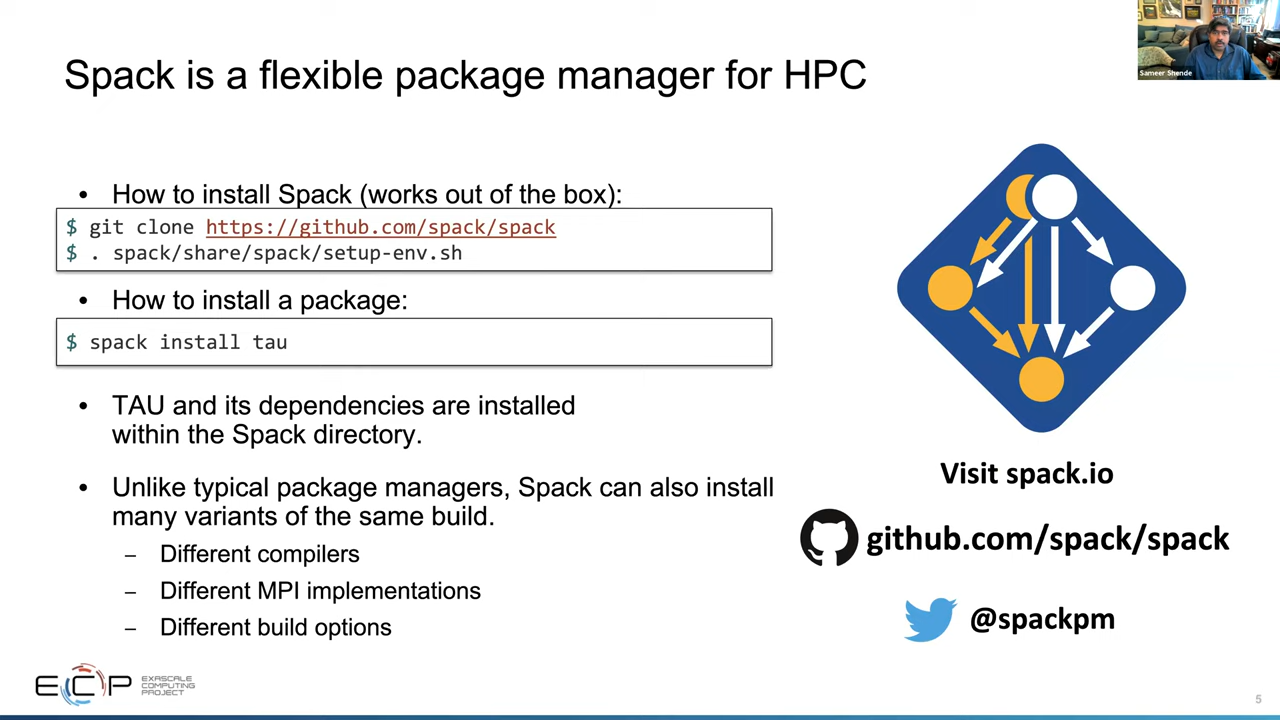 Sameer Shende
Spack is a flexible package manager for HPC
• How to install Spack (works out of the box):
$ git clone https://github.com/spack/spack
$ . spack/share/spack/setup-env.sh
• How to install a package:
$ spack install tau
• TAU and its dependencies are installed
within the Spack directory.
• Unlike typical package managers, Spack can also install
many variants of the same build.
– Different compilers
– Different MPI implementations
– Different build options
Visit spack.io
github.com/spack/spack
@spackpm
ECP
EXASCALE
COMPUTING
PROJECT
5